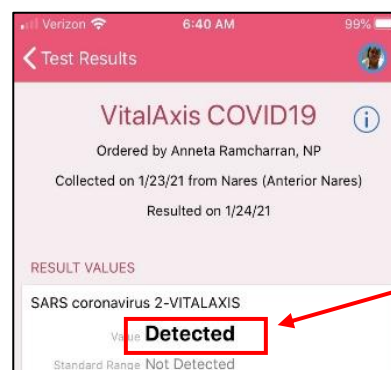 Verizon 6:40 AM 99%
Test Results
VitalAxis COVID19
Ordered by Anneta Ramcharran, NP
Collected on 1/23/21 from Nares (Anterior Nares)
Resulted on 1/24/21
RESULT VALUES
SARS coronavirus 2-VITALAXIS
Value Detected
Standard Range Not Detected